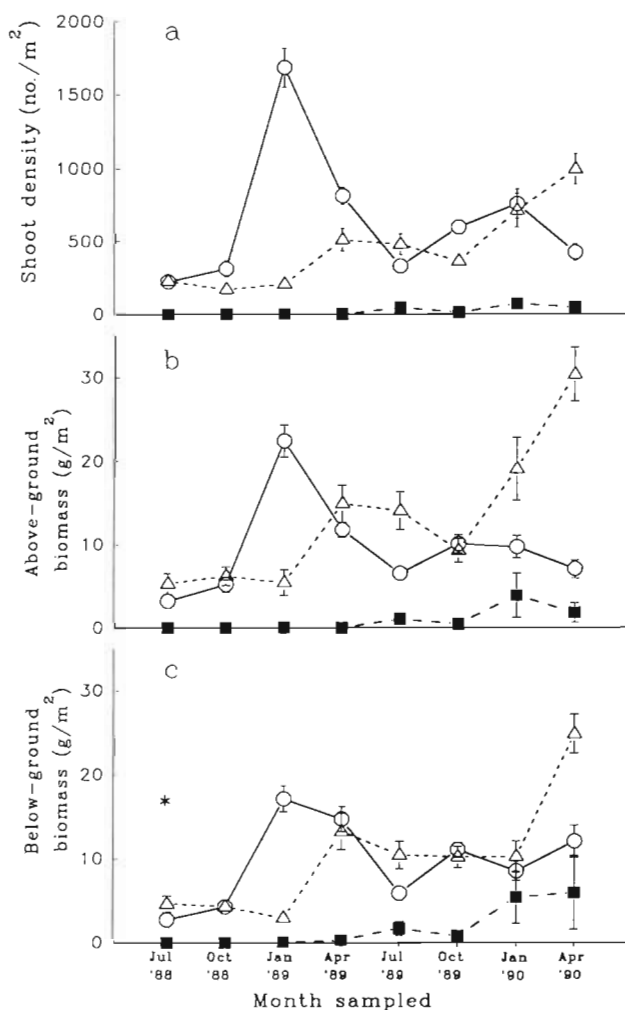 a
Shoot density (no./m²)
2000
1500
1000
500
0
b
Above-ground
biomass (g/m²)
30
20
10
0
c
Below-ground
biomass (g/m²)
30
20
10
0
*
Jul Oct Jan Apr Jul Oct Jan Apr
'88 '88 '89 '89 '89 '89 '90 '90
Month sampled